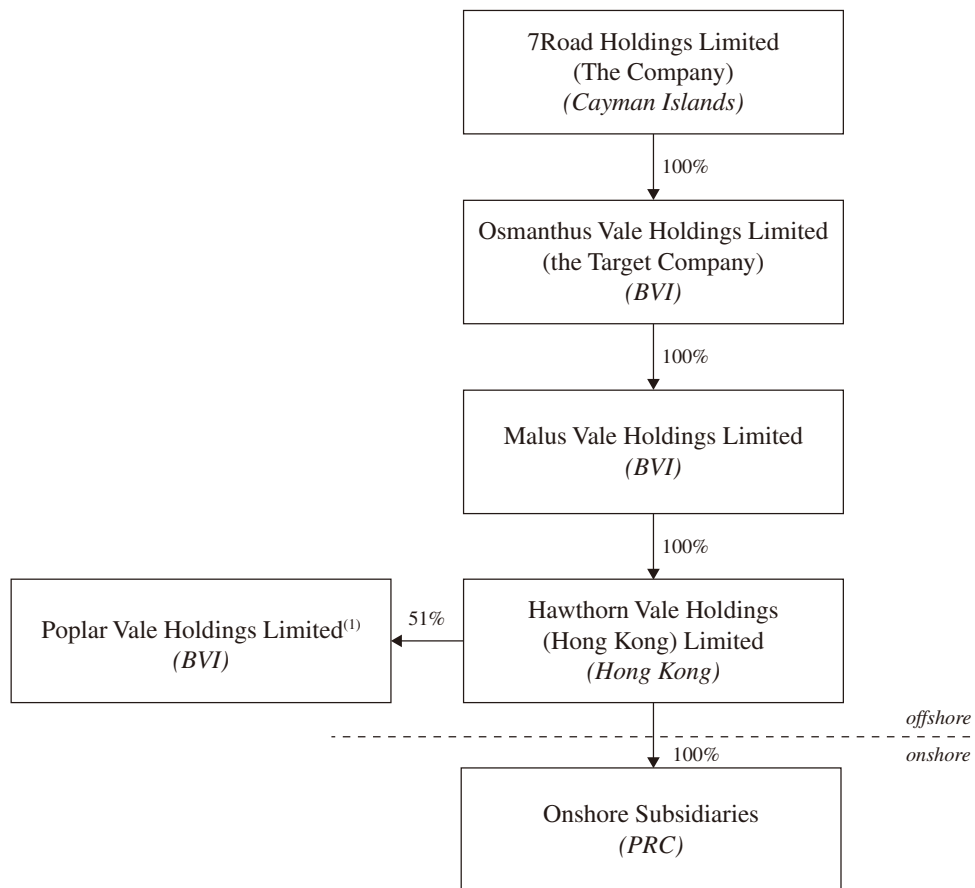 7Road Holdings Limited
(The Company)
(Cayman Islands)
100%
Osmanthus Vale Holdings Limited
(the Target Company)
(BVI)
100%
Malus Vale Holdings Limited
(BVI)
100%
Poplar Vale Holdings Limited(1)
(BVI)
51%
Hawthorn Vale Holdings
(Hong Kong) Limited
(Hong Kong)
offshore
onshore
100%
Onshore Subsidiaries
(PRC)